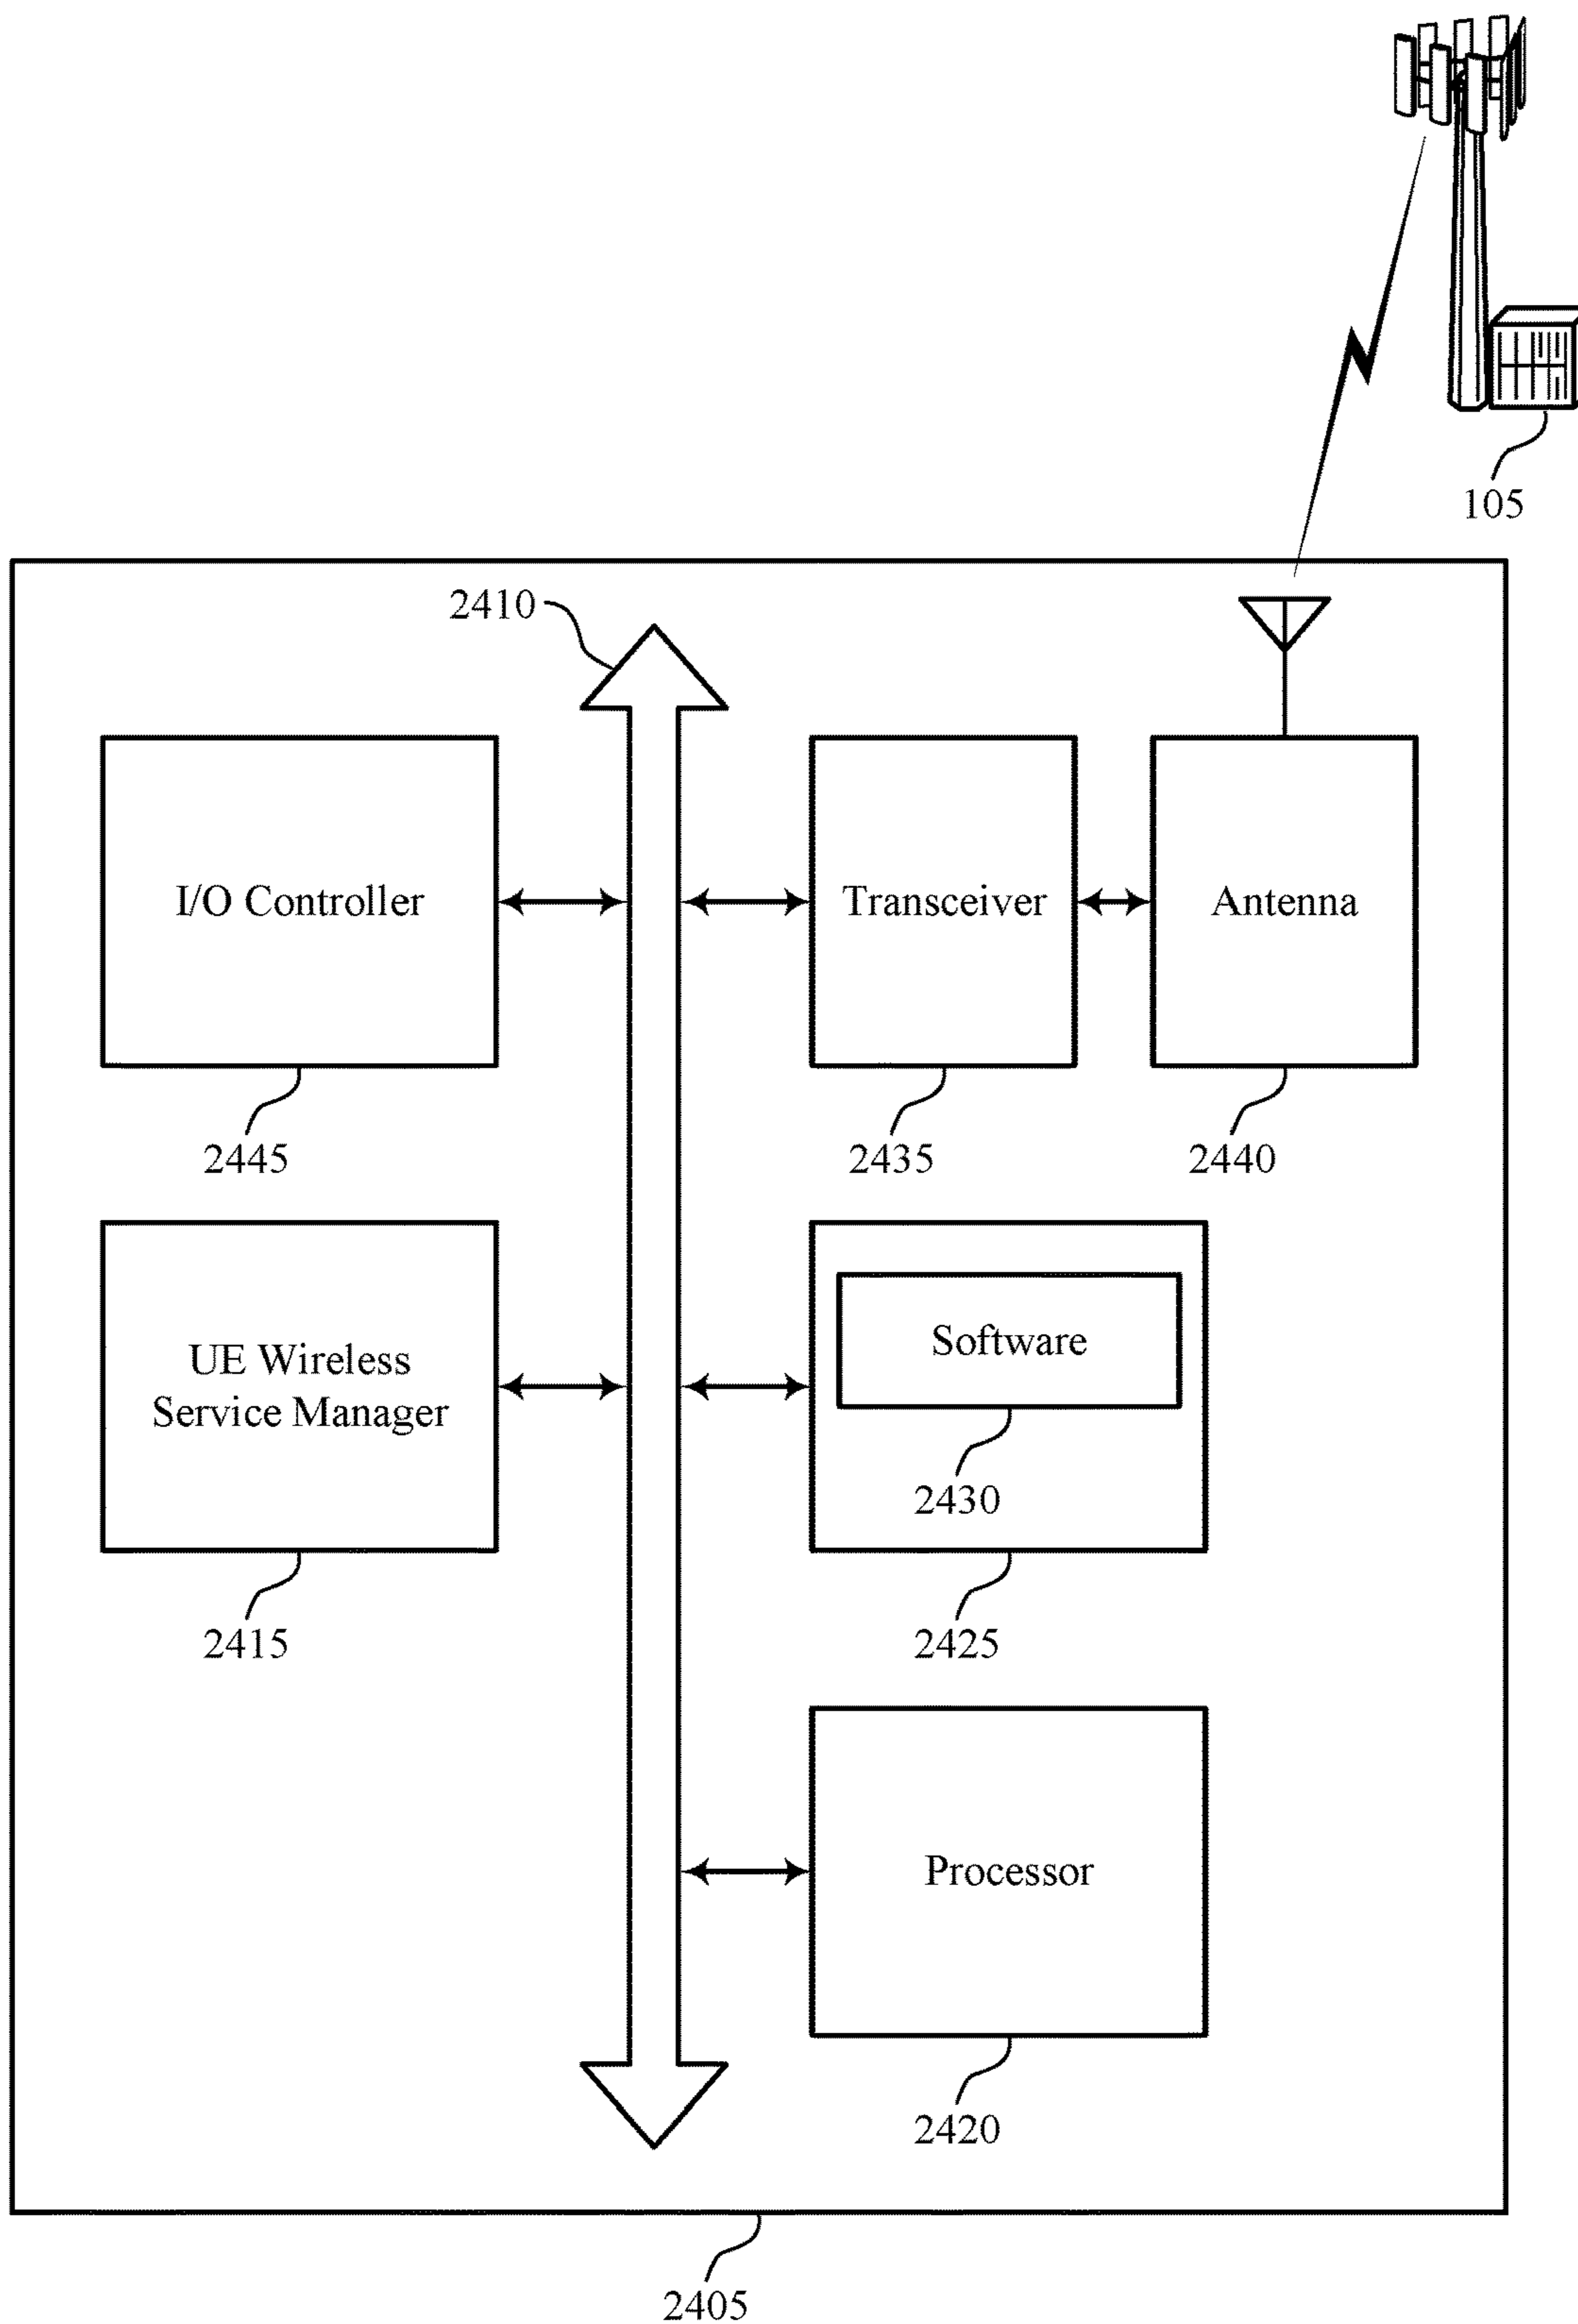 105
2410
I/O Controller
Transceiver
Antenna
2445
2435
2440
UE Wireless
Service Manager
Software
2430
2415
2425
Processor
2420
2405